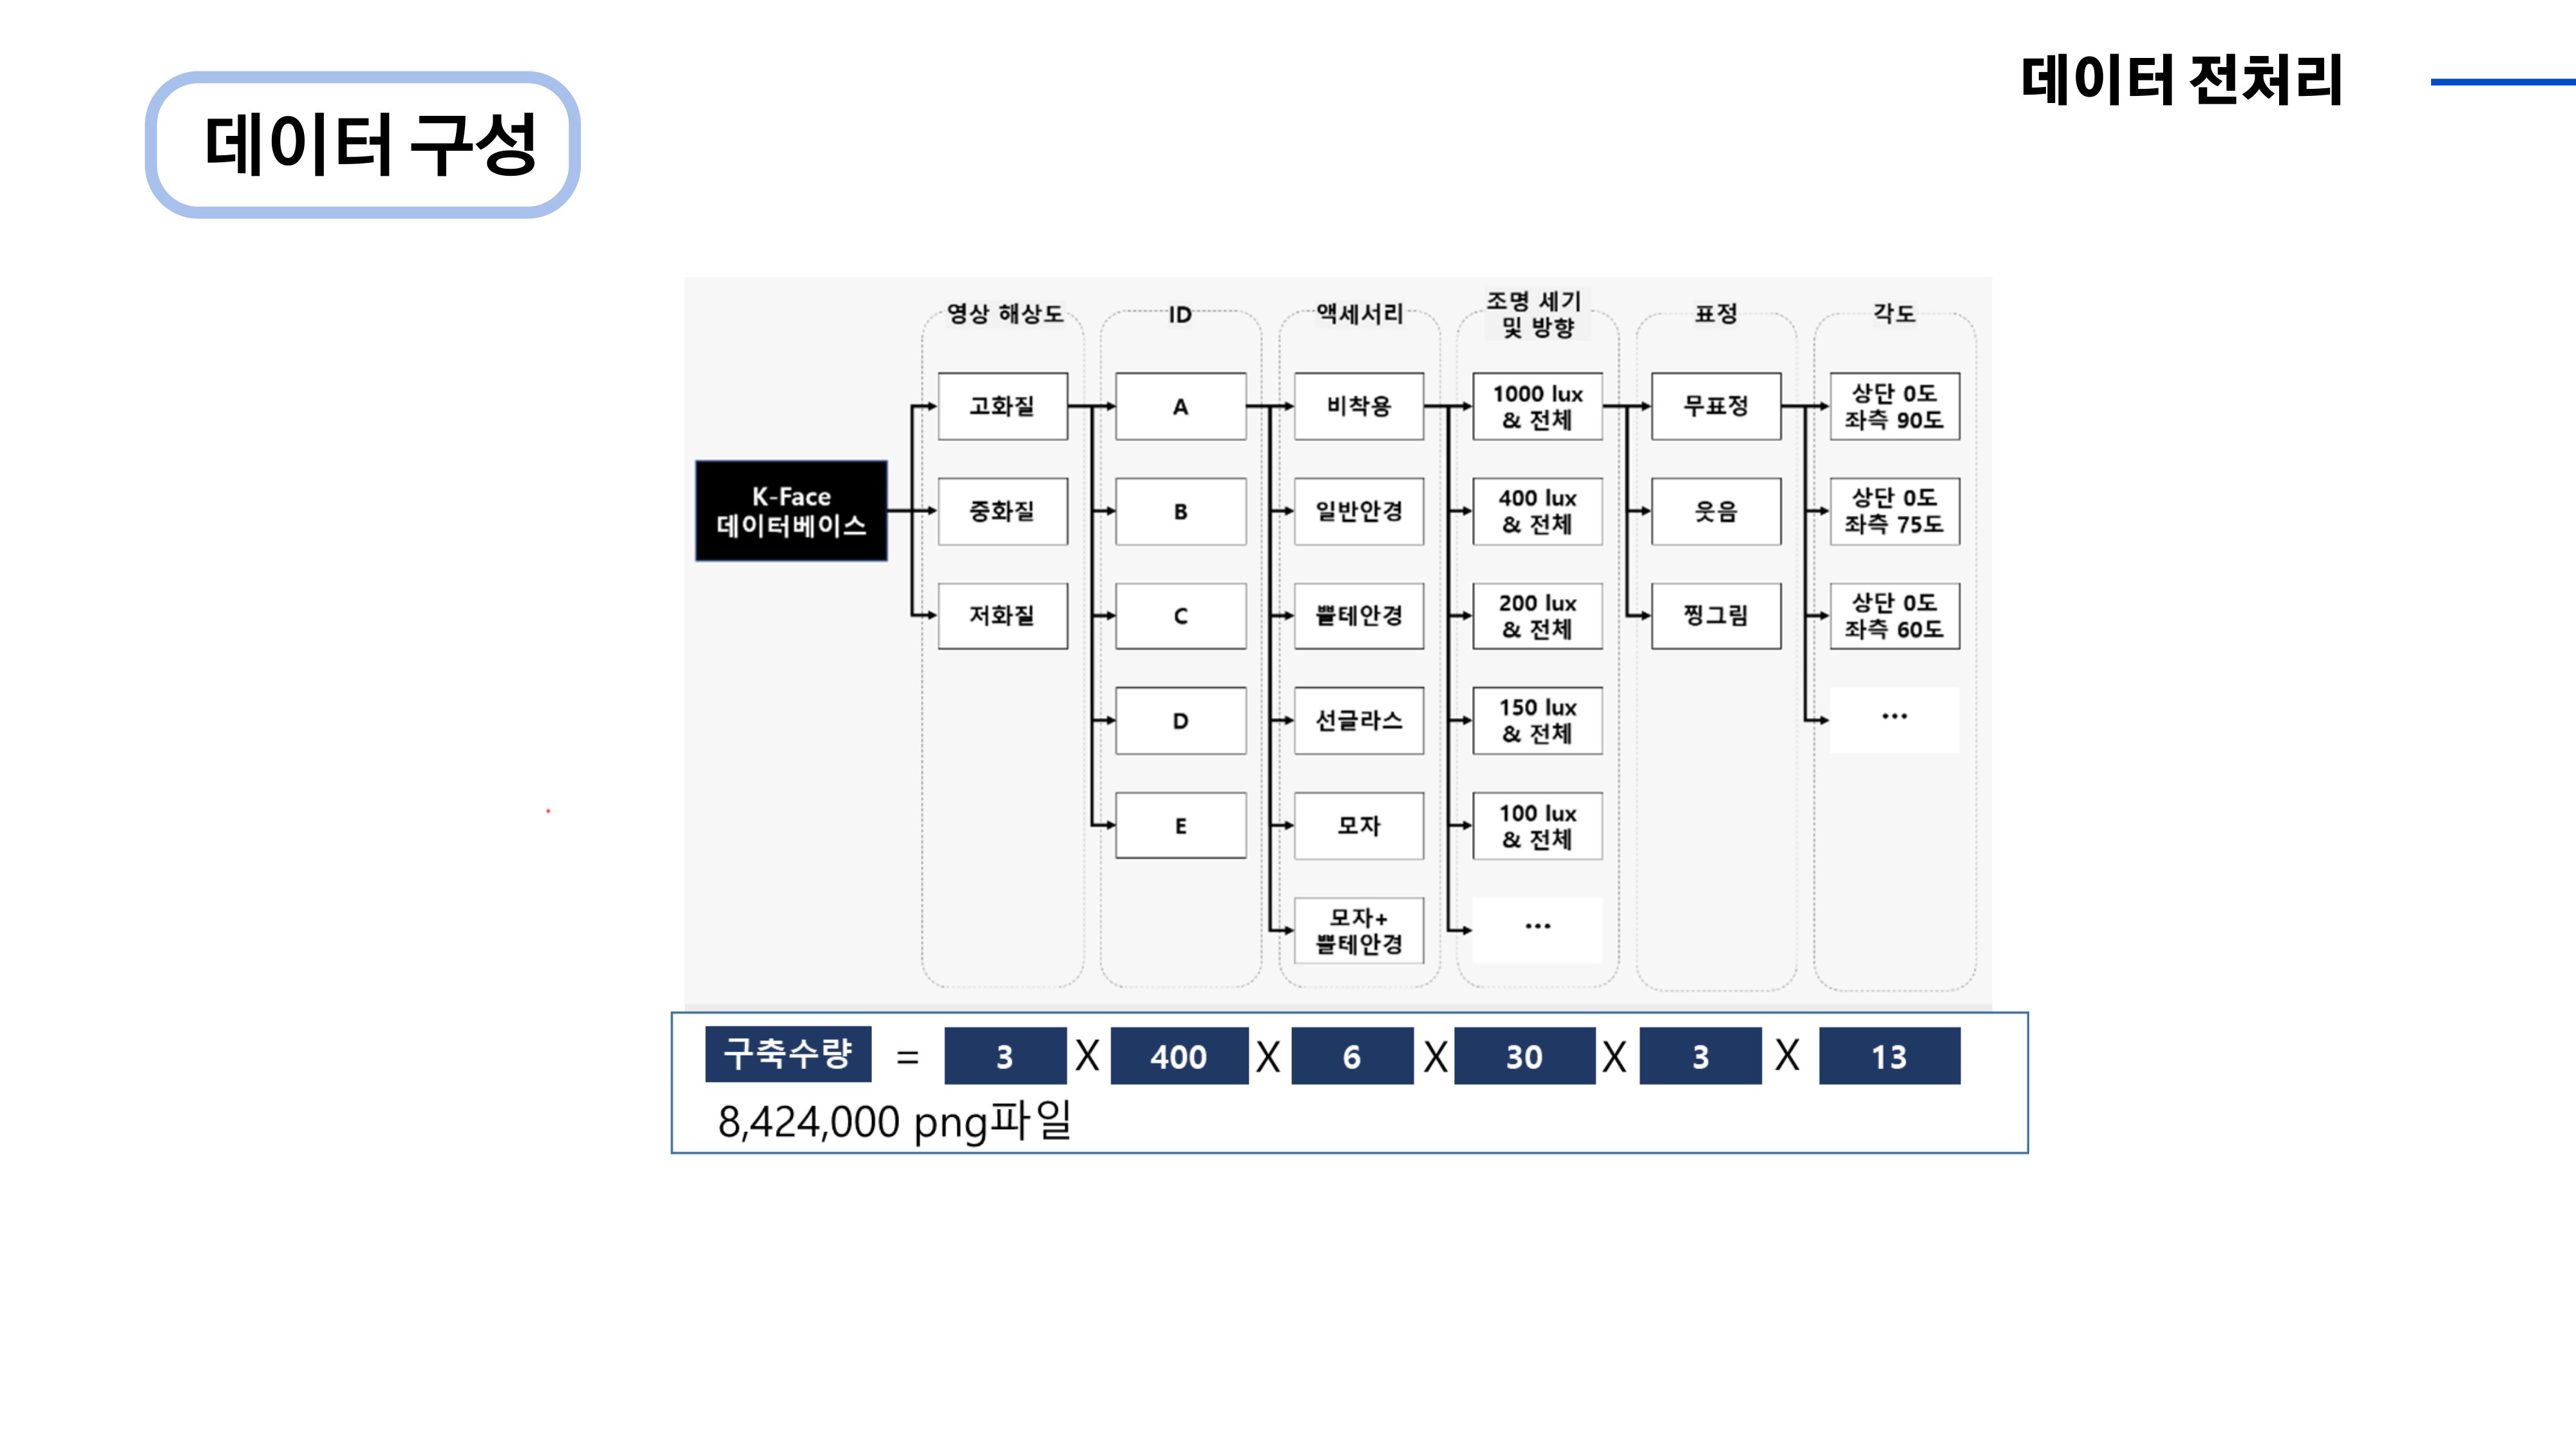 데이터 전처리
데이터 구성
영상 해상도
ID
액세서리
조명 세기
및 방향
표정
각도
K-Face
데이터베이스
고화질
중화질
저화질
A
B
C
D
E
비착용
일반안경
뿔테안경
선글라스
모자
모자+
뿔테안경
1000 lux
& 전체
400 lux
& 전체
200 lux
& 전체
150 lux
& 전체
100 lux
& 전체
...
무표정
웃음
찡그림
상단 0도
좌측 90도
상단 0도
좌측 75도
상단 0도
좌측 60도
...
구축수량 = 3 X 400 X 6 X 30 X 3 X 13
8,424,000 png파일